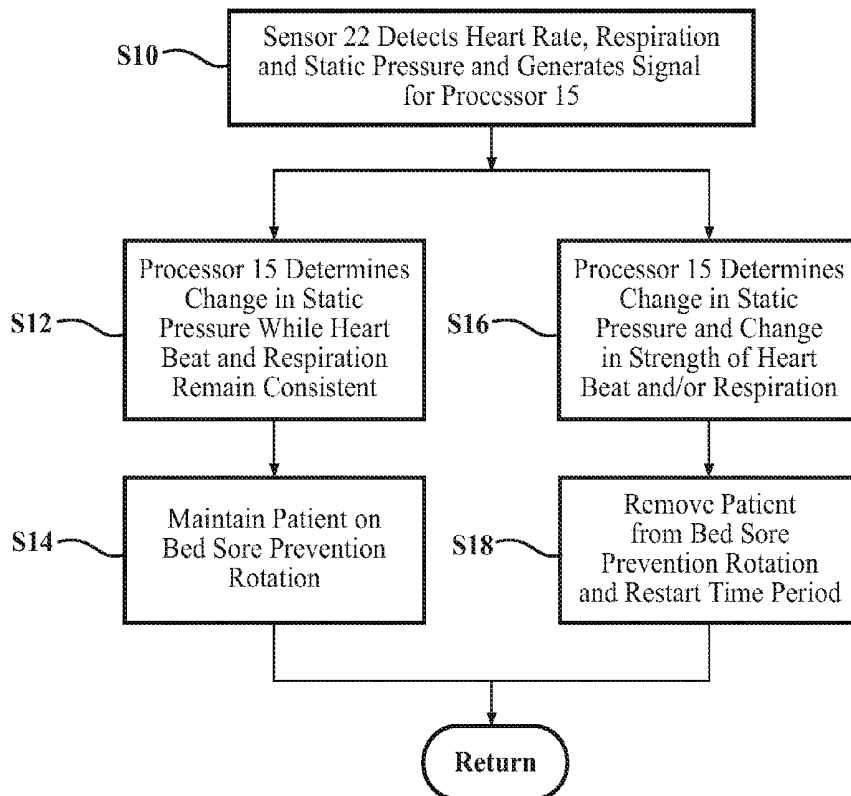 S10
Sensor 22 Detects Heart Rate, Respiration
and Static Pressure and Generates Signal
for Processor 15
S12
Processor 15 Determines
Change in Static
Pressure While Heart
Beat and Respiration
Remain Consistent
S16
Processor 15 Determines
Change in Static
Pressure and Change
in Strength of Heart
Beat and/or Respiration
S14
Maintain Patient on
Bed Sore Prevention
Rotation
S18
Remove Patient
from Bed Sore
Prevention Rotation
and Restart Time Period
Return